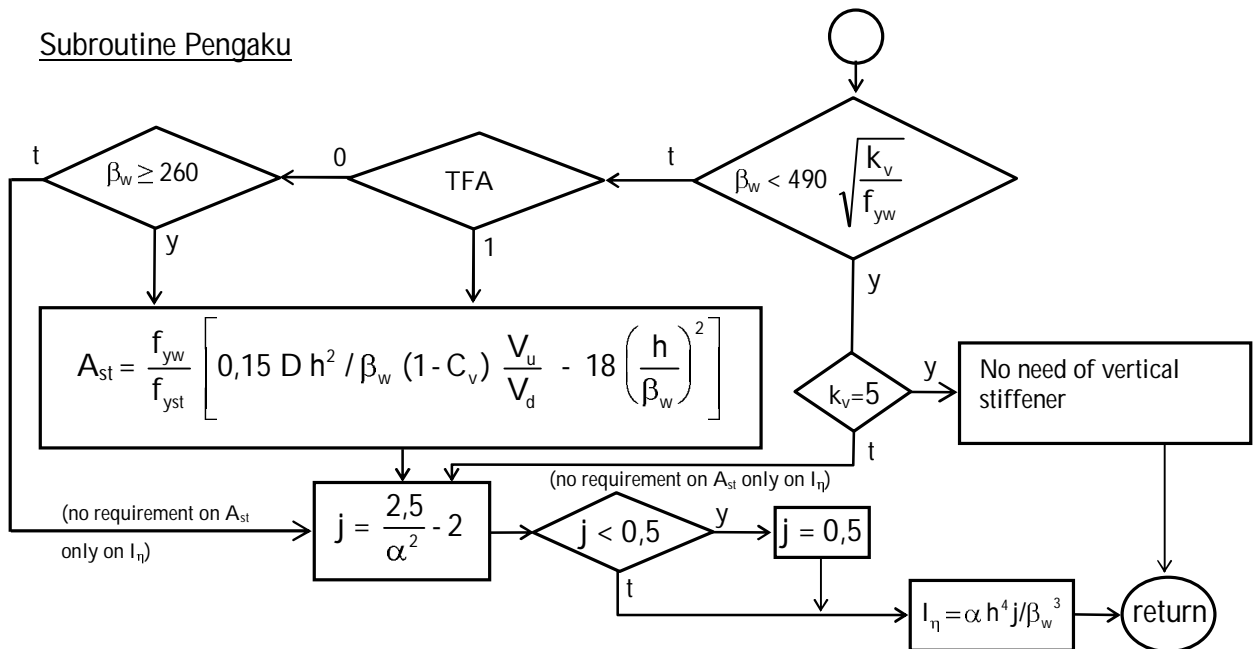 Subroutine Pengaku
β_w < 490 √(k_v / f_yw)
t
TFA
0
β_w ≥ 260
t
y
1
y
A_st = f_yw / f_yst [ 0,15 D h² / β_w (1 - C_v) V_u / V_d - 18 (h / β_w)² ]
k_v=5
y
No need of vertical
stiffener
t
(no requirement on A_st only on I_η)
(no requirement on A_st
only on I_η)
j = 2,5 / α² - 2
j < 0,5
y
j = 0,5
t
I_η = α h⁴ j/β_w³
return